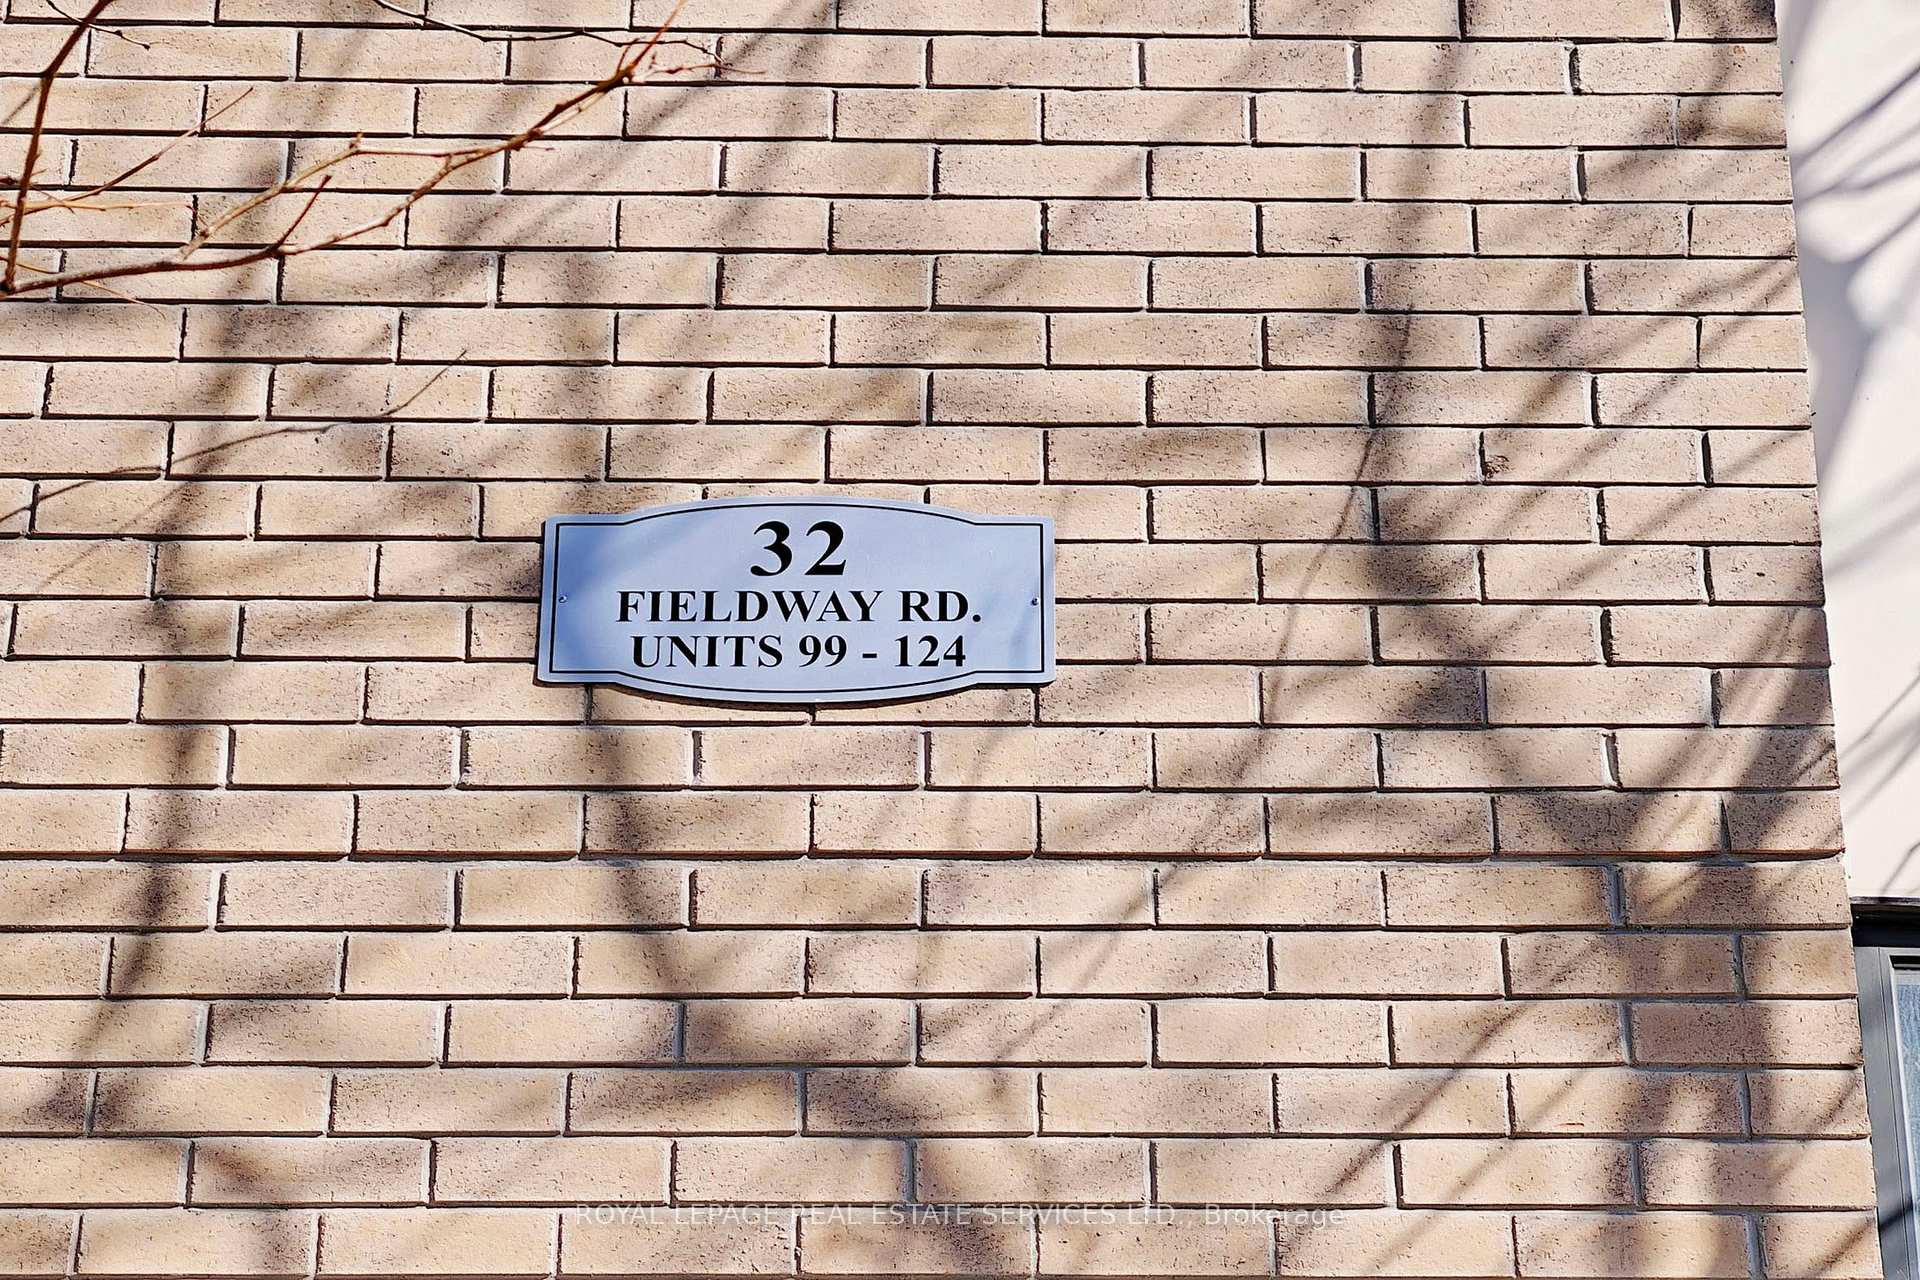 32
FIELDWAY RD.
UNITS 99 - 124
ROYAL LEPAGE REAL ESTATE SERVICES LTD., Brokerage